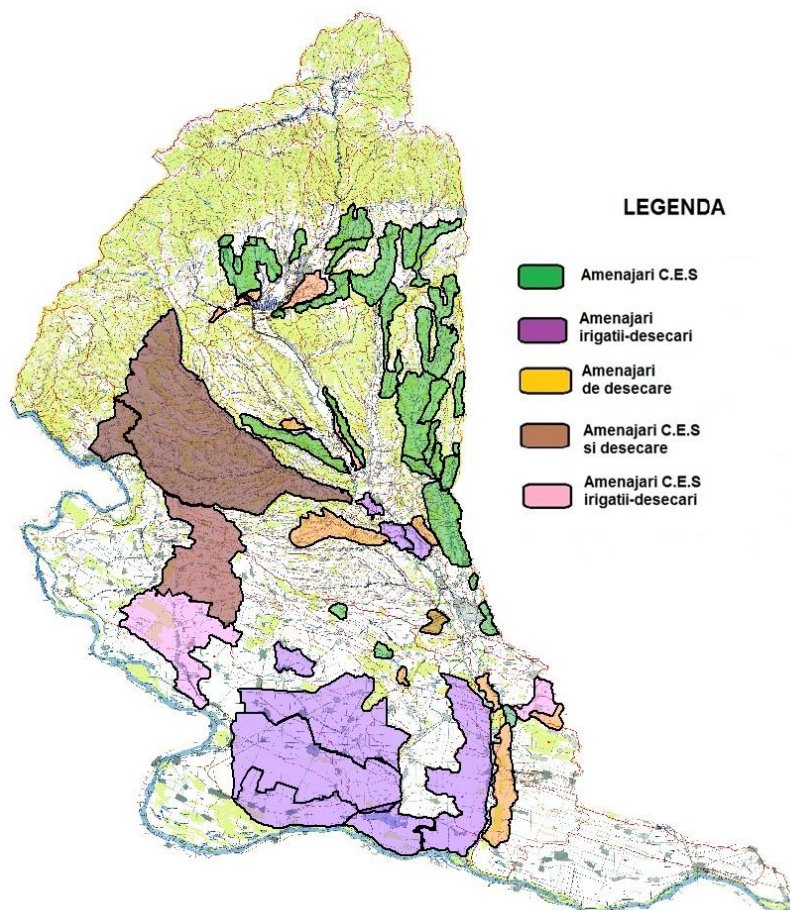 LEGENDA
Amenajari C.E.S
Amenajari
irigatii-desecari
Amenajari
de desecare
Amenajari C.E.S
si desecare
Amenajari C.E.S
irigatii-desecari